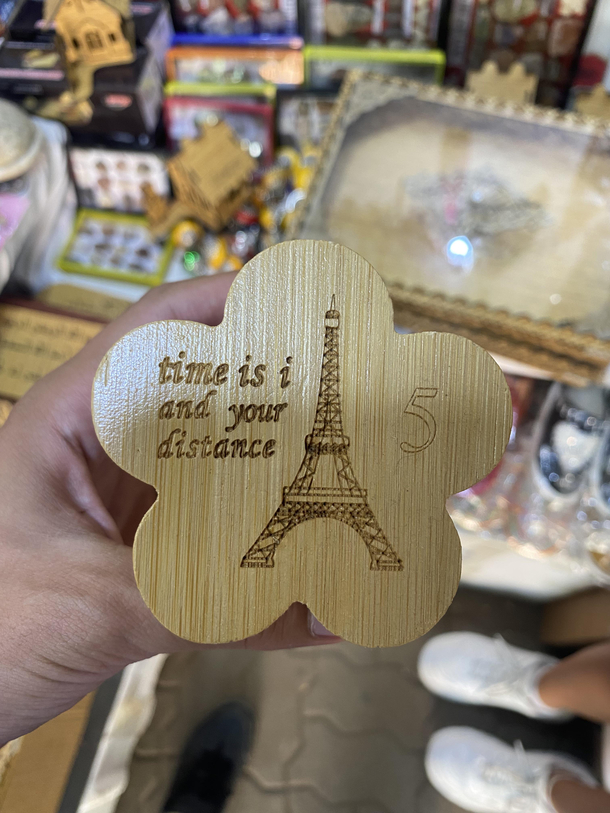 time is i
and your
distance
5